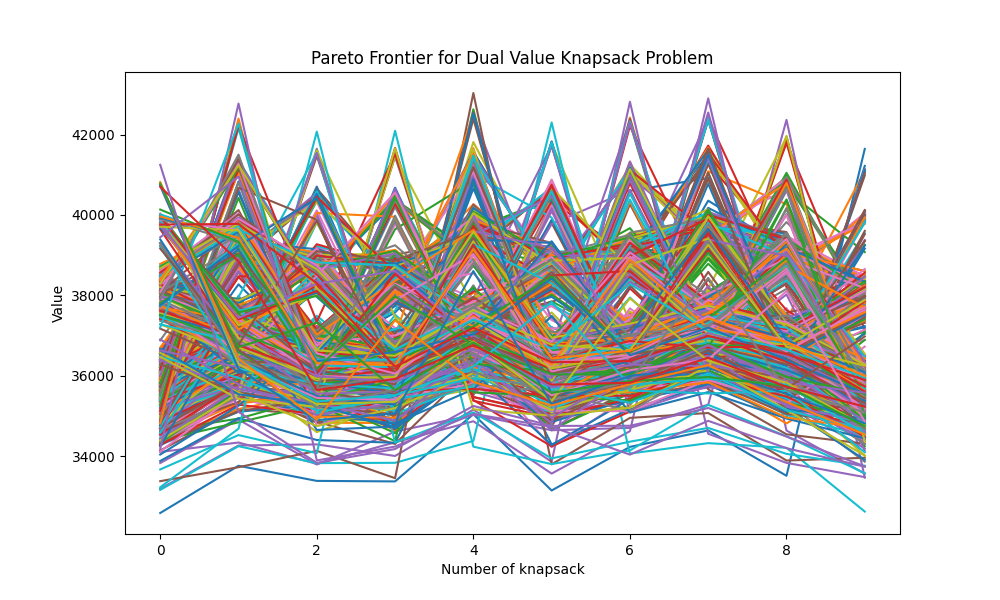 Pareto Frontier for Dual Value Knapsack Problem
42000
40000
38000
36000
34000
Value
0 2 4 6 8
Number of knapsack